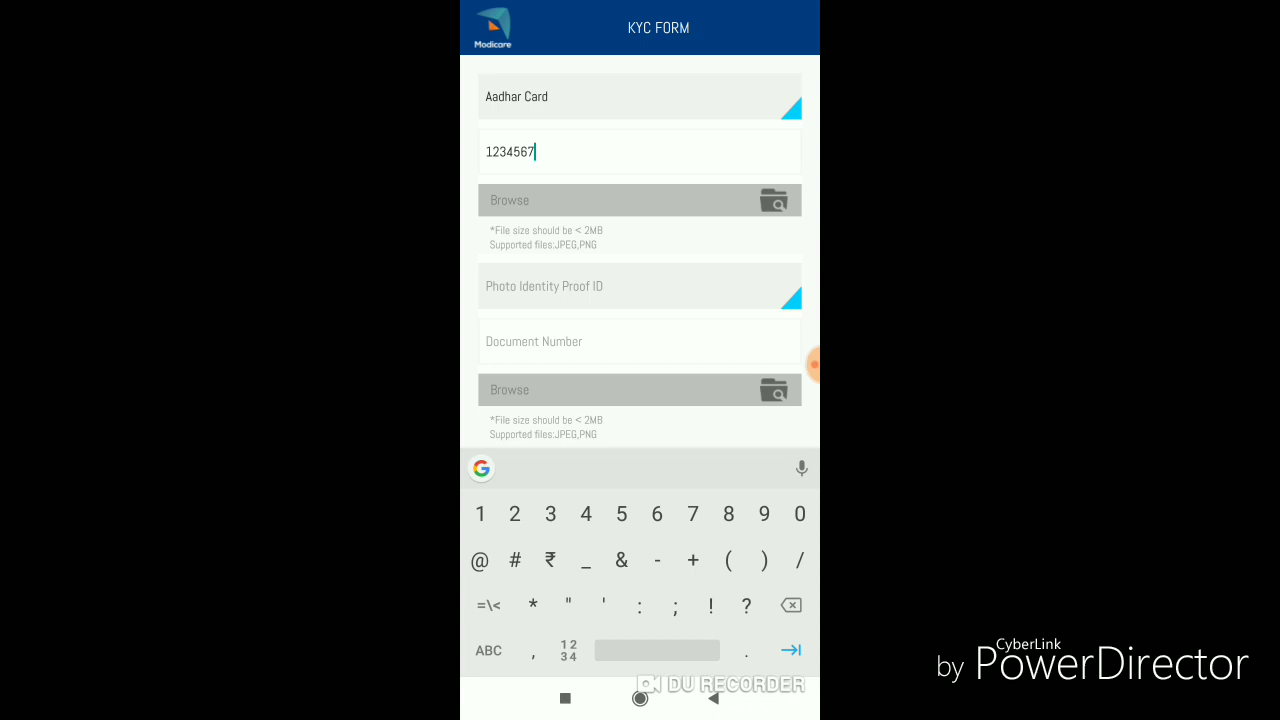 Modicare
KYC FORM
Aadhar Card
1234567
Browse
*File size should be < 2MB
Supported files:JPEG,PNG
Photo Identity Proof ID
Document Number
Browse
*File size should be < 2MB
Supported files:JPEG,PNG
G
1 2 3 4 5 6 7 8 9 0
@ # ₹ _ & - + ( ) /
=\< * " ' : ; ! ?
ABC , 12 34 .
DU RECORDER
CyberLink
by PowerDirector